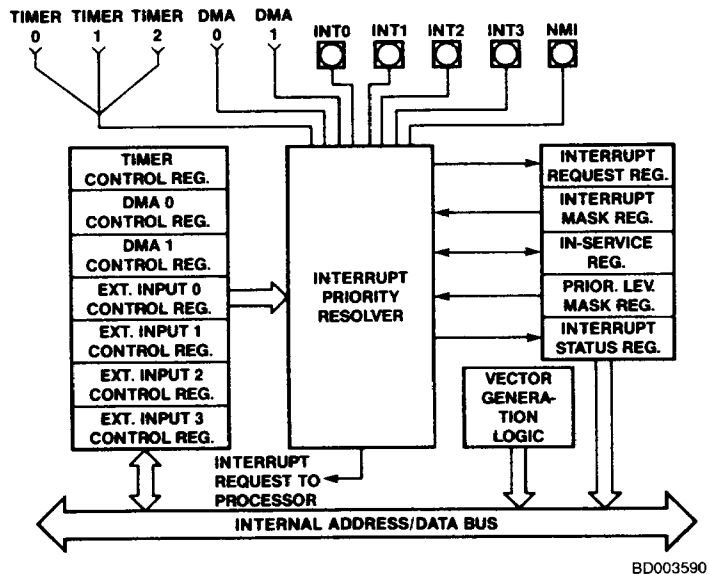 TIMER TIMER TIMER DMA DMA
0 1 2 0 1
INT0 INT1 INT2 INT3 NMI
TIMER
CONTROL REG.
DMA 0
CONTROL REG.
DMA 1
CONTROL REG.
EXT. INPUT 0
CONTROL REG.
EXT. INPUT 1
CONTROL REG.
EXT. INPUT 2
CONTROL REG.
EXT. INPUT 3
CONTROL REG.
INTERRUPT
PRIORITY
RESOLVER
INTERRUPT
REQUEST REG.
INTERRUPT
MASK REG.
IN-SERVICE
REG.
PRIOR. LEV.
MASK REG.
INTERRUPT
STATUS REG.
VECTOR
GENERA-
TION
LOGIC
INTERRUPT
REQUEST TO
PROCESSOR
INTERNAL ADDRESS/DATA BUS
BD003590